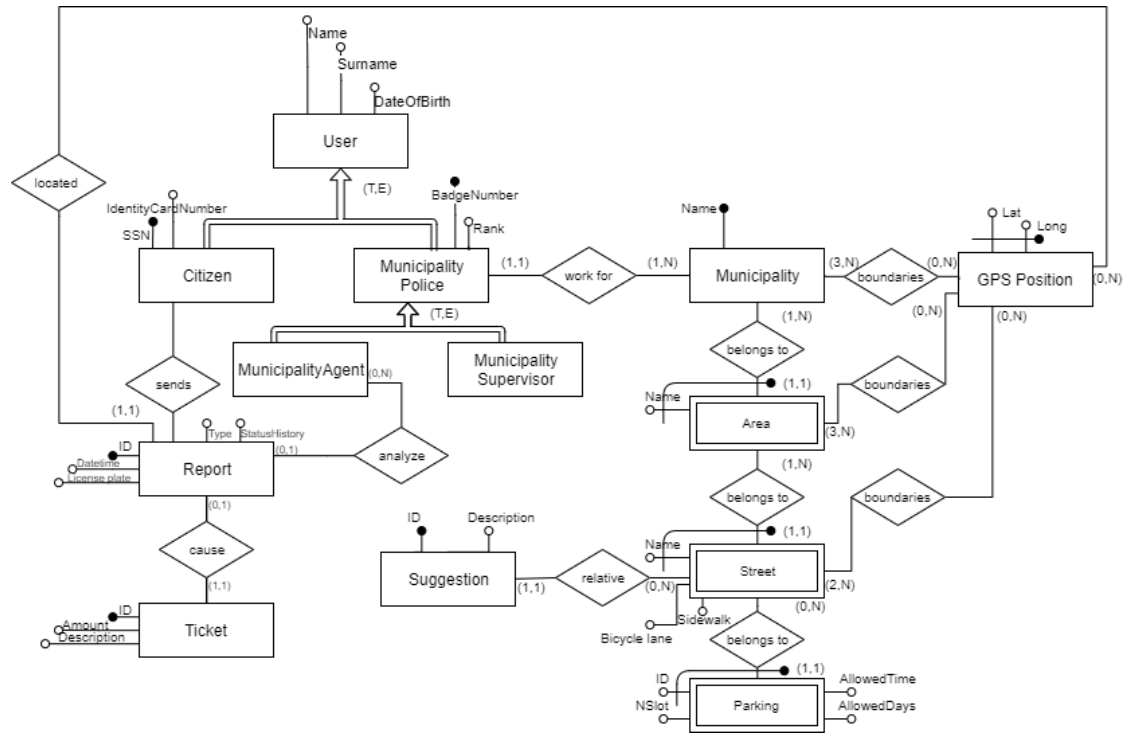 Name
Surname
DateOfBirth
User
located
(T,E)
IdentityCardNumber
SSN
BadgeNumber
Rank
Name
Lat
Long
Citizen
Municipality
Police
(1,1)
work for
(1,N)
Municipality
(3,N)
boundaries
(0,N)
GPS Position
(0,N)
(T,E)
(1,N)
(0,N)
(0,N)
MunicipalityAgent
(0,N)
Municipality
Supervisor
belongs to
sends
boundaries
(1,1)
Name
(1,1)
Area
(3,N)
ID
Type
StatusHistory
(0,1)
Datetime
License plate
Report
analyze
(1,N)
(0,1)
belongs to
boundaries
cause
ID
Description
Name
(1,1)
(1,1)
Suggestion
(1,1)
relative
(0,N)
Street
(2,N)
(0,N)
ID
Amount
Description
Ticket
Bicycle lane
Sidewalk
belongs to
(1,1)
ID
NSlot
Parking
AllowedTime
AllowedDays